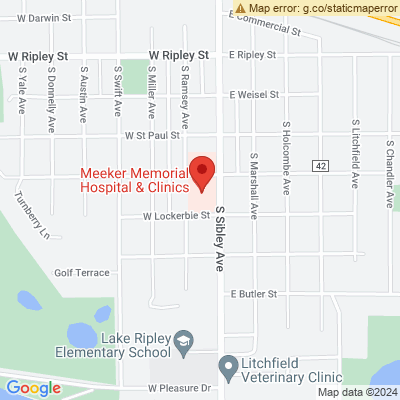 Map error: g.co/staticmaperror
W Darwin St
E Commercial St
W Ripley St
E Ripley St
S Yale Ave
S Donnelly Ave
S Austin Ave
S Swift Ave
S Miller Ave
S Ramsey Ave
E Weisel St
W St Paul St
S Holcombe Ave
S Litchfield Ave
S Chandler Ave
S Marshall Ave
42
Meeker Memorial
Hospital & Clinics
Turnberry Ln
W Lockerbie St
S Sibley Ave
Golf Terrace
E Butler St
Lake Ripley
Elementary School
Litchfield
Veterinary Clinic
W Pleasure Dr
Google
Map data ©2024